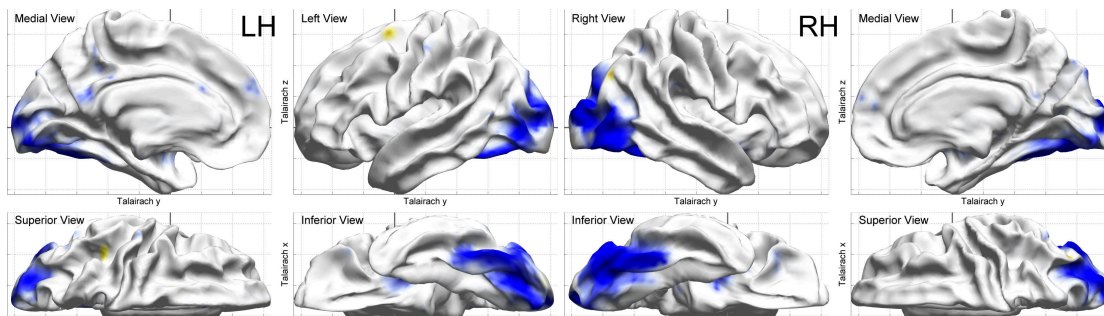 Medial View
LH
Left View
Right View
RH
Medial View
Talairach z
Talairach z
Talairach y
Talairach y
Talairach y
Talairach y
Superior View
Inferior View
Inferior View
Superior View
Talairach x
Talairach x